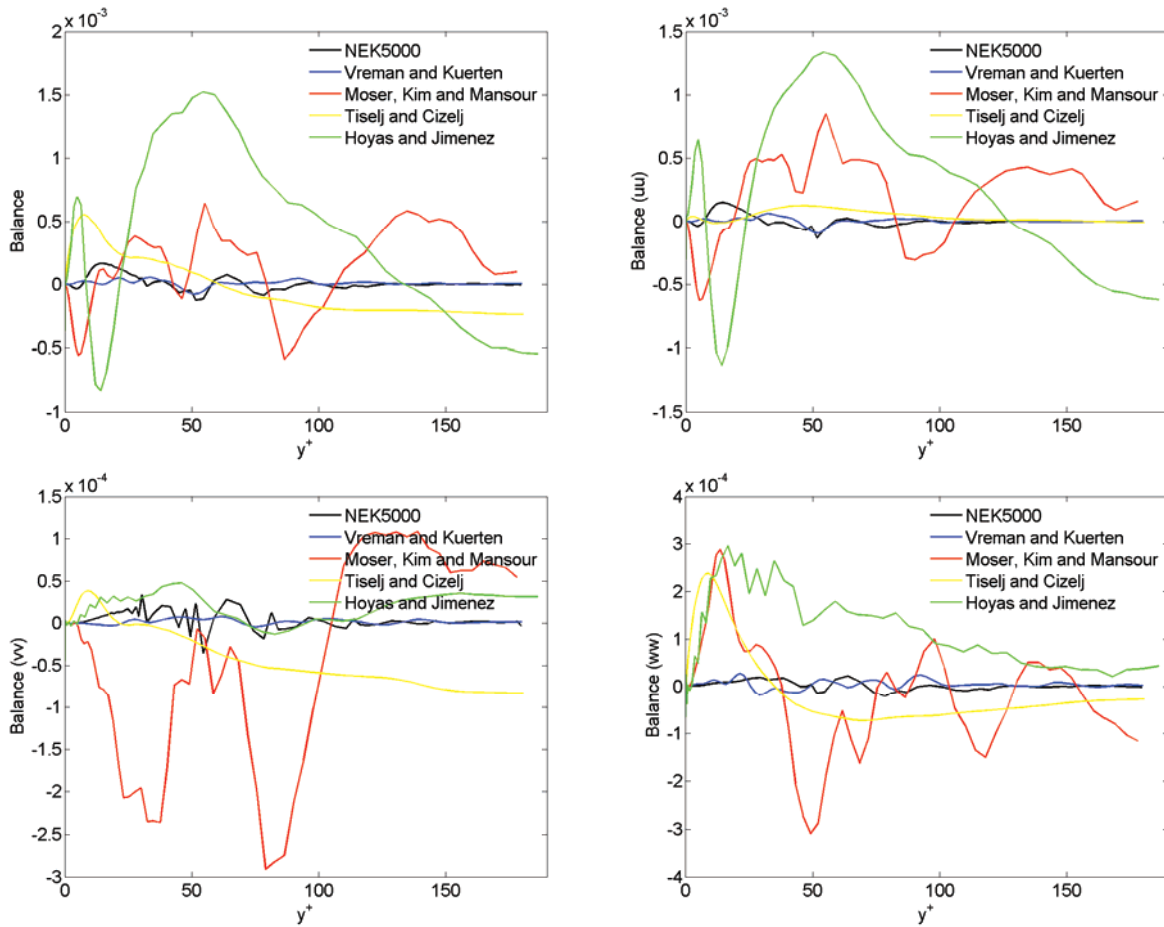 x 10^-3
2
1.5
1
0.5
0
-0.5
-1
0 50 100 150
y+
Balance
NEK5000
Vreman and Kuerten
Moser, Kim and Mansour
Tiselj and Cizelj
Hoyas and Jimenez
x 10^-3
1.5
1
0.5
0
-0.5
-1
-1.5
0 50 100 150
y+
Balance (uu)
NEK5000
Vreman and Kuerten
Moser, Kim and Mansour
Tiselj and Cizelj
Hoyas and Jimenez
x 10^-4
1.5
1
0.5
0
-0.5
-1
-1.5
-2
-2.5
-3
0 50 100 150
y+
Balance (vv)
NEK5000
Vreman and Kuerten
Moser, Kim and Mansour
Tiselj and Cizelj
Hoyas and Jimenez
x 10^-4
4
3
2
1
0
-1
-2
-3
-4
0 50 100 150
y+
Balance (ww)
NEK5000
Vreman and Kuerten
Moser, Kim and Mansour
Tiselj and Cizelj
Hoyas and Jimenez